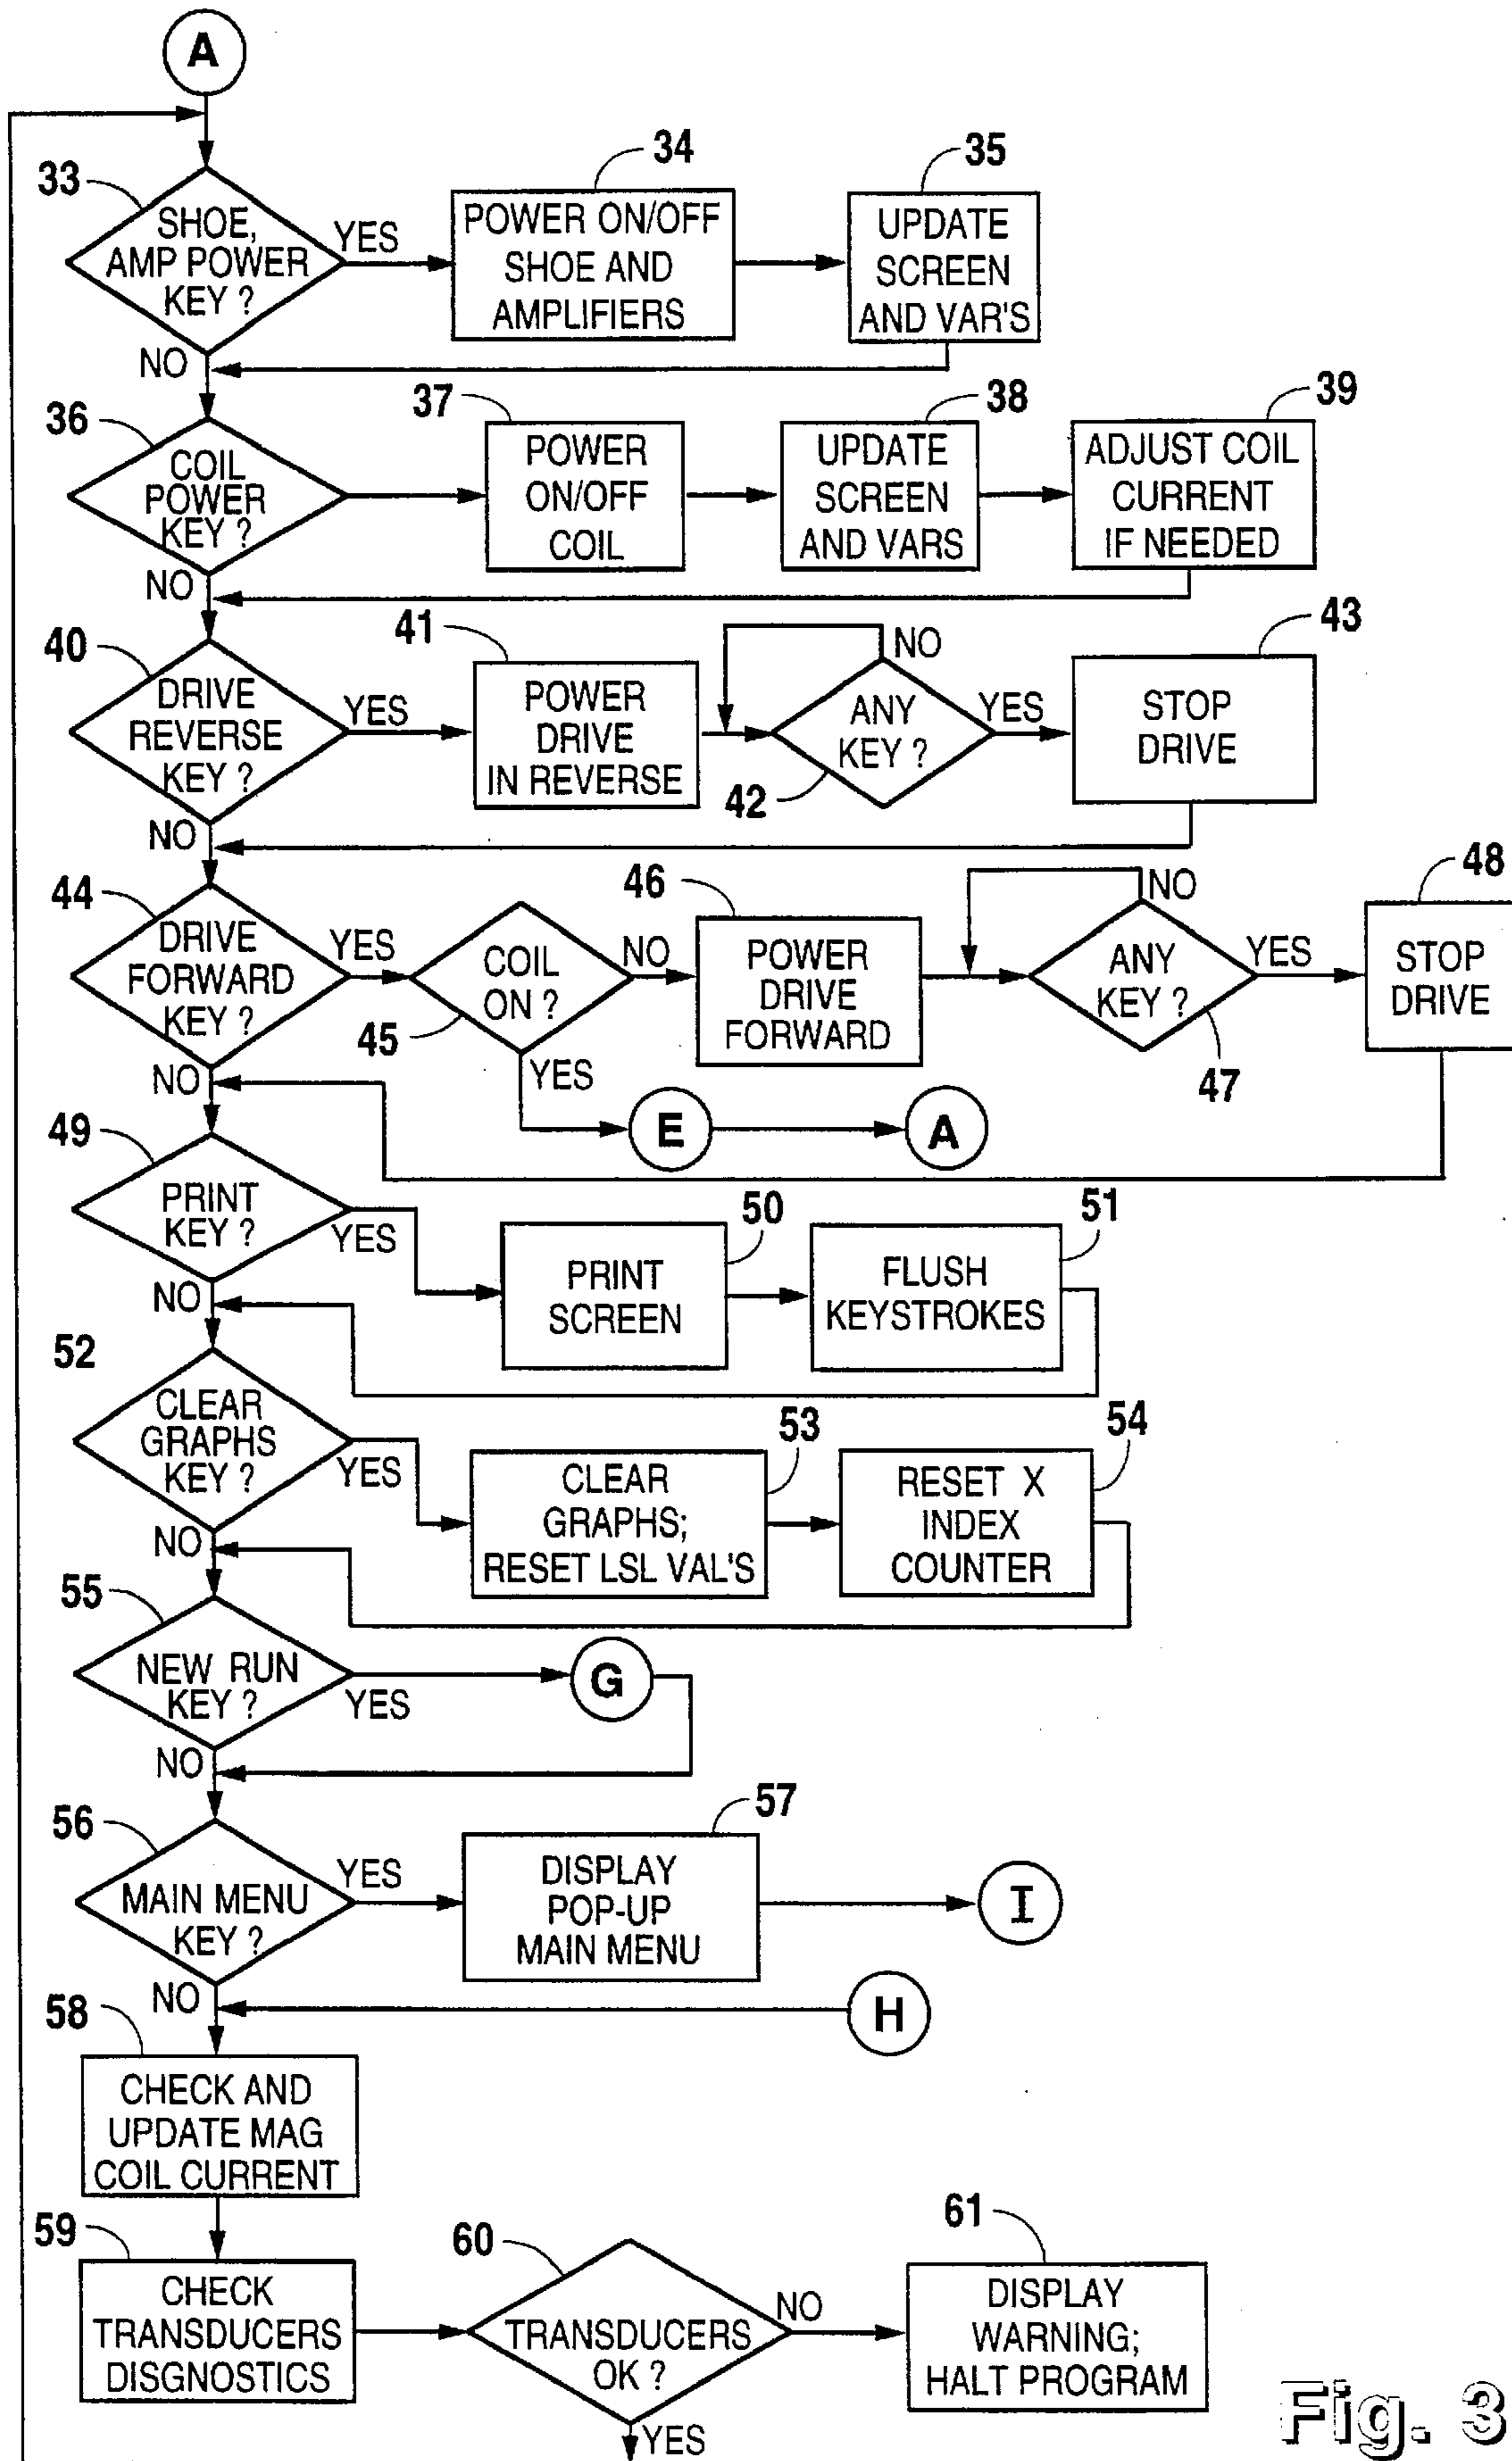 A
33
SHOE,
AMP POWER
KEY ?
YES
NO
34
POWER ON/OFF
SHOE AND
AMPLIFIERS
35
UPDATE
SCREEN
AND VAR'S
36
COIL
POWER
KEY ?
NO
37
POWER
ON/OFF
COIL
38
UPDATE
SCREEN
AND VARS
39
ADJUST COIL
CURRENT
IF NEEDED
40
DRIVE
REVERSE
KEY ?
YES
NO
41
POWER
DRIVE
IN REVERSE
42
ANY
KEY ?
NO
YES
43
STOP
DRIVE
44
DRIVE
FORWARD
KEY ?
YES
NO
45
COIL
ON ?
NO
YES
E
A
46
POWER
DRIVE
FORWARD
47
ANY
KEY ?
NO
YES
48
STOP
DRIVE
49
PRINT
KEY ?
YES
NO
50
PRINT
SCREEN
51
FLUSH
KEYSTROKES
52
CLEAR
GRAPHS
KEY ?
YES
NO
53
CLEAR
GRAPHS;
RESET LSL VAL'S
54
RESET X
INDEX
COUNTER
55
NEW RUN
KEY ?
YES
NO
G
56
MAIN MENU
KEY ?
YES
NO
57
DISPLAY
POP-UP
MAIN MENU
I
H
58
CHECK AND
UPDATE MAG
COIL CURRENT
59
CHECK
TRANSDUCERS
DISGNOSTICS
60
TRANSDUCERS
OK ?
NO
YES
61
DISPLAY
WARNING;
HALT PROGRAM
Fig. 3